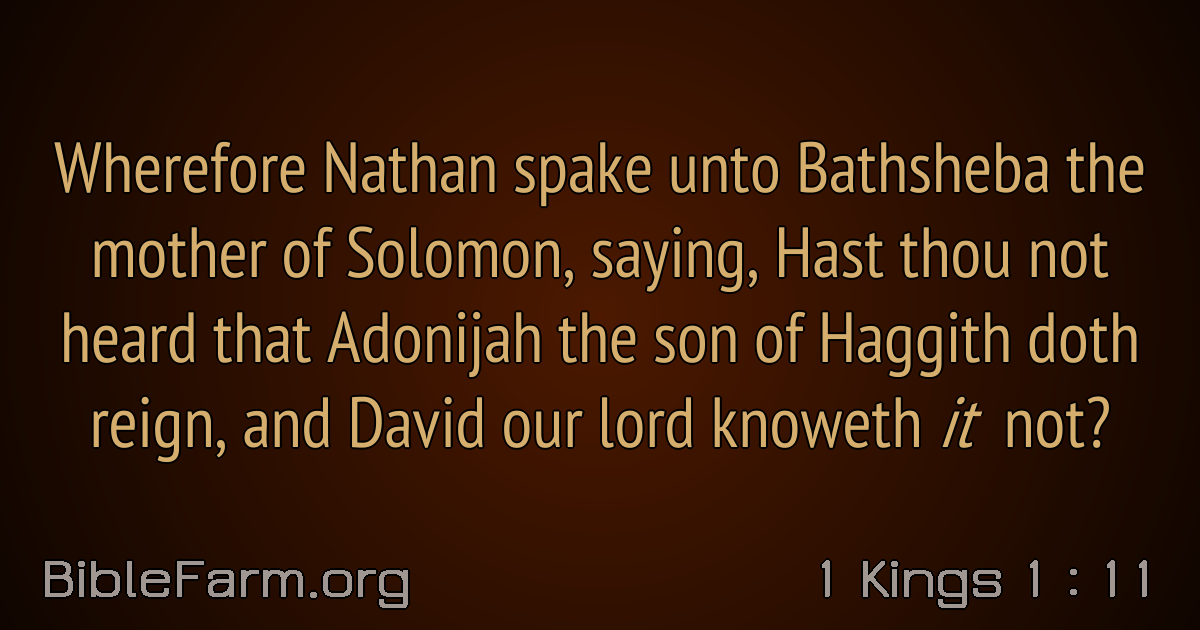 Wherefore Nathan spake unto Bathsheba the
mother of Solomon, saying, Hast thou not
heard that Adonijah the son of Haggith doth
reign, and David our lord knoweth it not?
BibleFarm.org
1 Kings 1 : 11